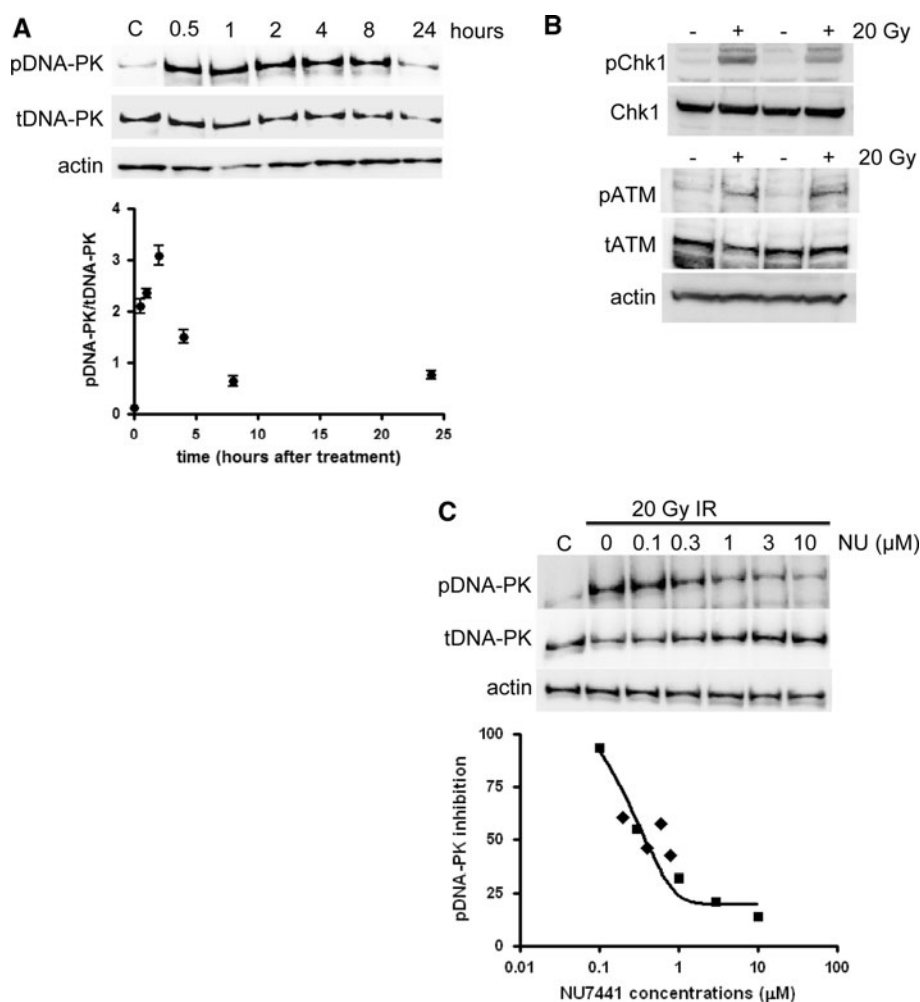 A
C 0.5 1 2 4 8 24 hours
pDNA-PK
tDNA-PK
actin
pDNA-PK/tDNA-PK
4
3
2
1
0
0 5 10 15 20 25
time (hours after treatment)
B
- + - + 20 Gy
pChk1
Chk1
- + - + 20 Gy
pATM
tATM
actin
C
20 Gy IR
C 0 0.1 0.3 1 3 10 NU (µM)
pDNA-PK
tDNA-PK
actin
pDNA-PK inhibition
100
75
50
25
0
0.01 0.1 1 10 100
NU7441 concentrations (µM)